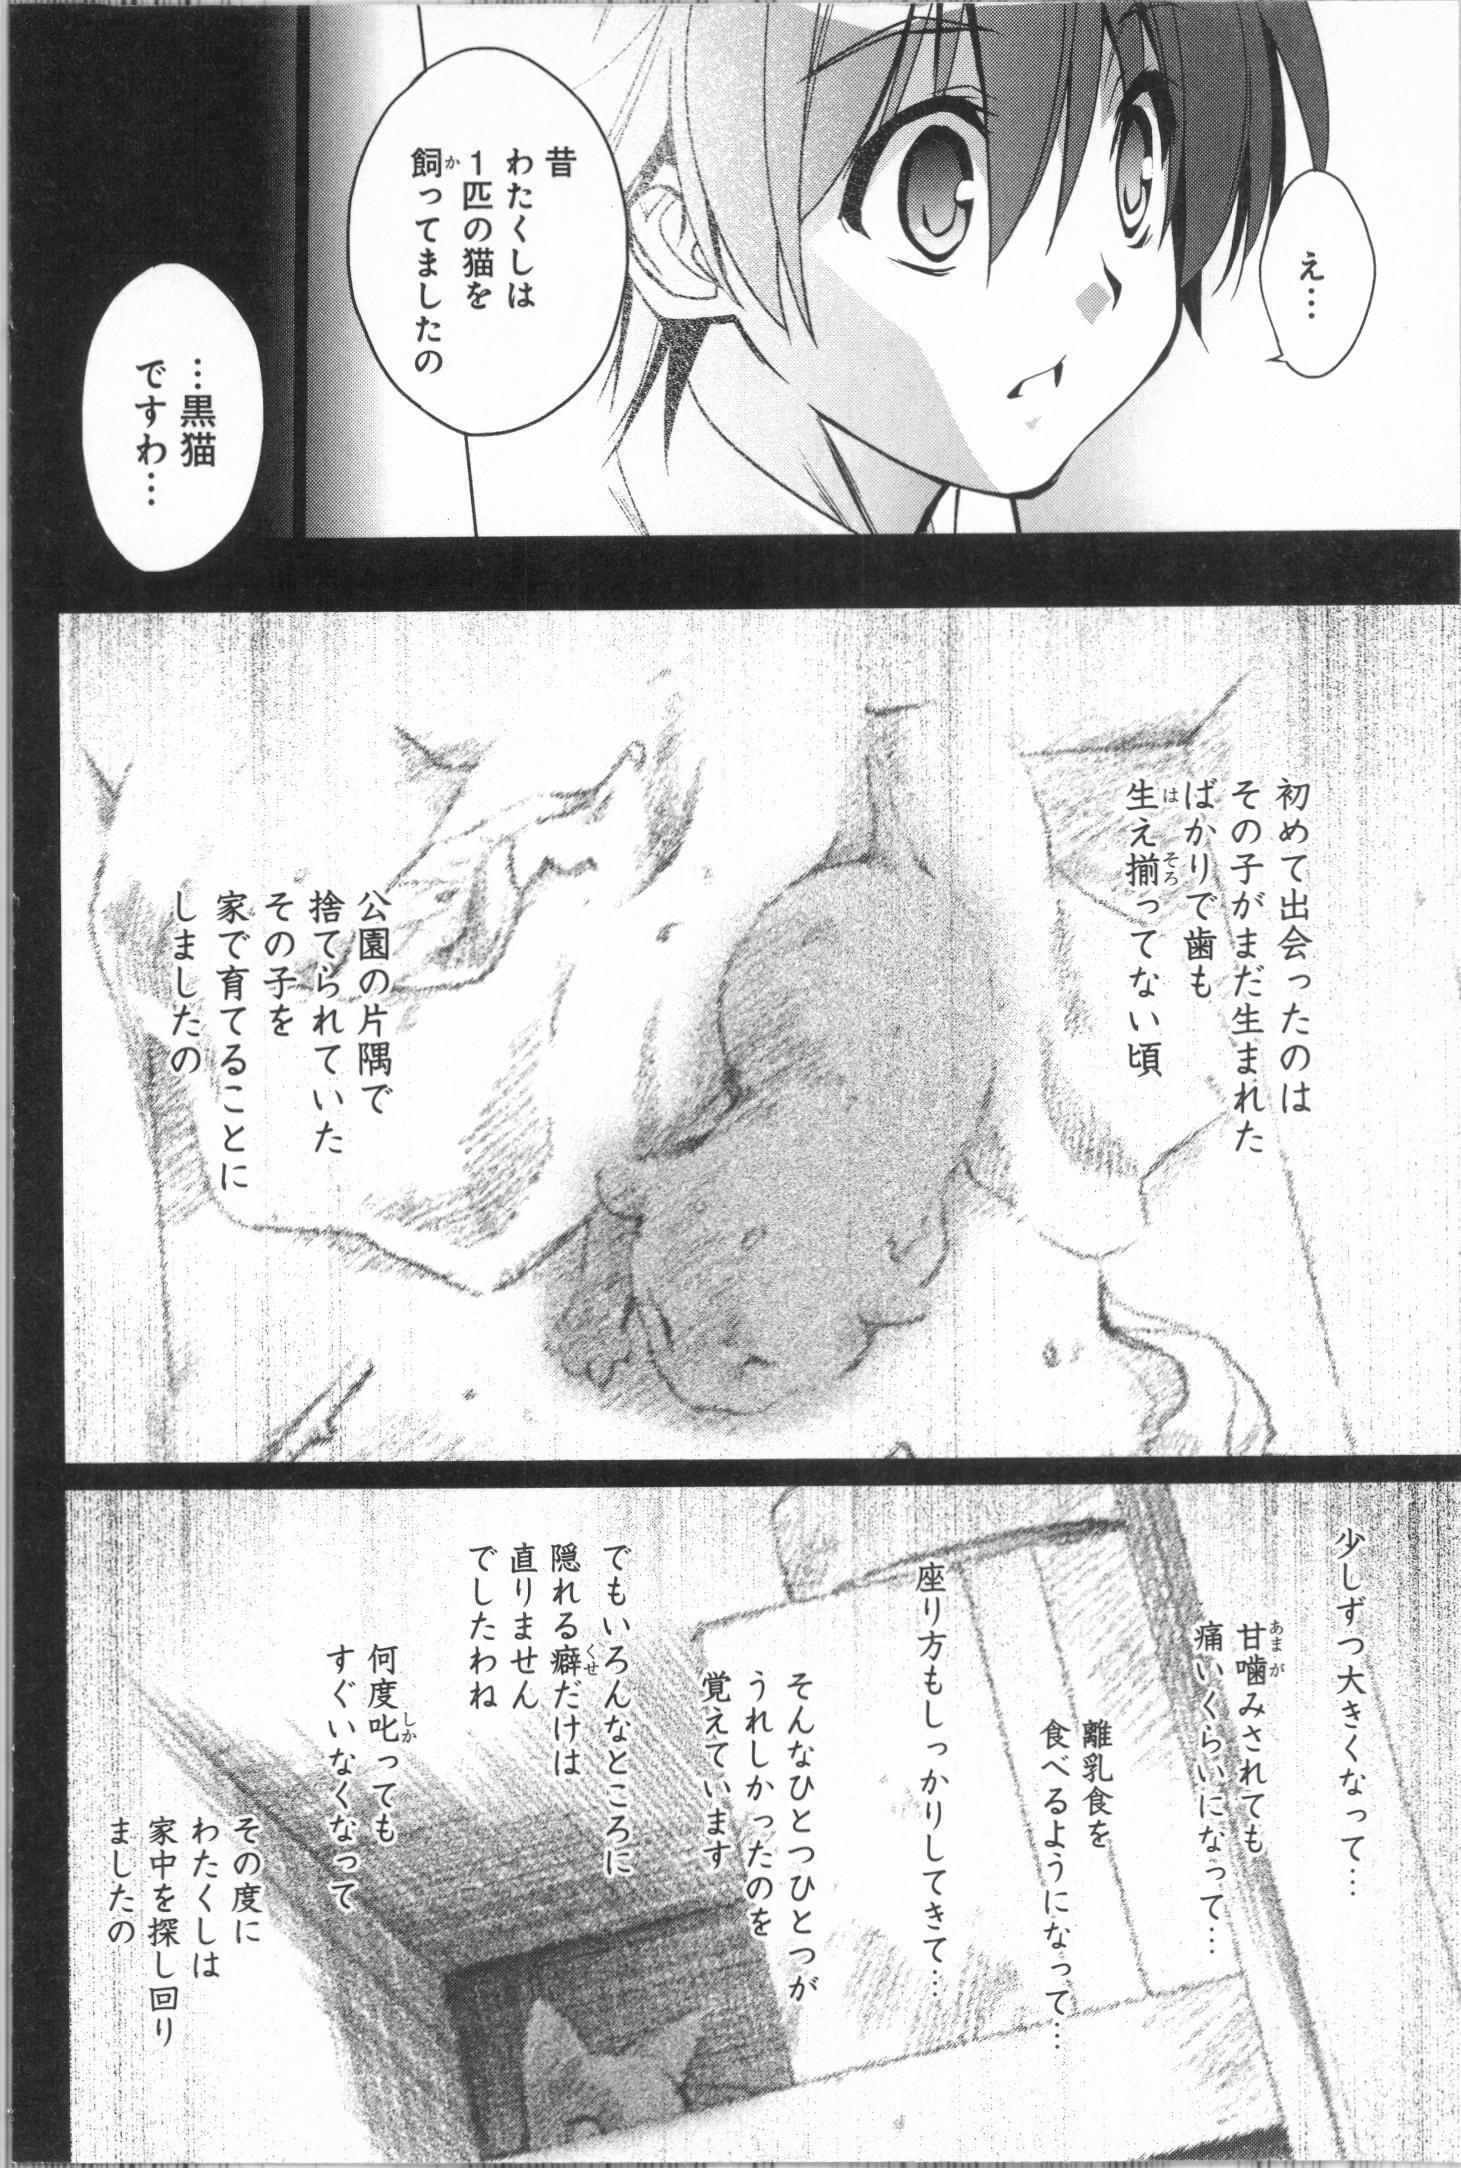 え…
昔
わたくしは
1匹の猫を
飼ってましたの
…黒猫
ですわ…
初めて出会ったのは
その子がまだ生まれた
ばかりで歯も
生え揃ってない頃
公園の片隅で
捨てられていた
その子を
家で育てることに
しましたの
少しずつ大きくなって…
甘噛みされても
痛いくらいになって…
離乳食を
食べるようになって…
座り方もしっかりしてきて…
そんなひとつひとつが
うれしかったのを
覚えています
でもいろんなところに
隠れる癖だけは
直りません
でしたわね
何度叱っても
すぐいなくなって
その度に
わたくしは
家中を探し回り
ましたの